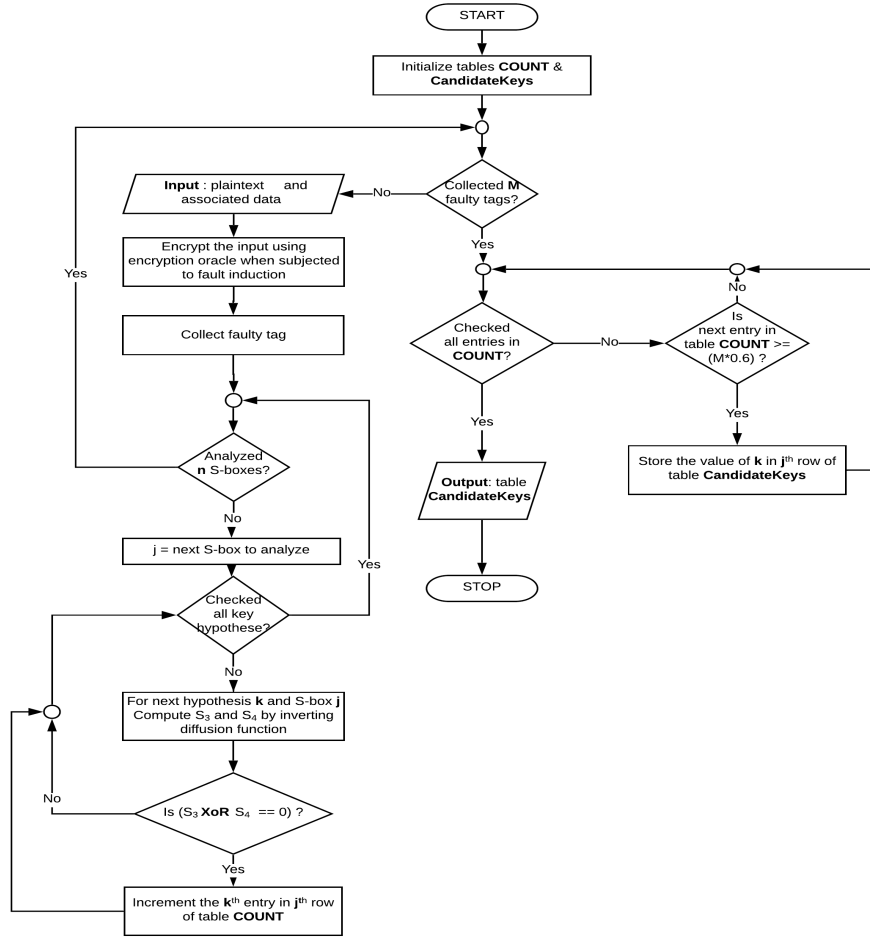 START
Initialize tables COUNT &
CandidateKeys
Collected M
faulty tags?
No
Yes
Input : plaintext and
associated data
Encrypt the input using
encryption oracle when subjected
to fault induction
Collect faulty tag
Analyzed
n S-boxes?
Yes
No
j = next S-box to analyze
Checked
all key
hypothese?
Yes
No
For next hypothesis k and S-box j
Compute S₃ and S₄ by inverting
diffusion function
Is (S₃ XoR S₄ == 0) ?
No
Yes
Increment the kᵗʰ entry in jᵗʰ row
of table COUNT
Checked
all entries in
COUNT?
No
Yes
Output: table
CandidateKeys
STOP
Is
next entry in
table COUNT >=
(M*0.6) ?
No
Yes
Store the value of k in jᵗʰ row of
table CandidateKeys